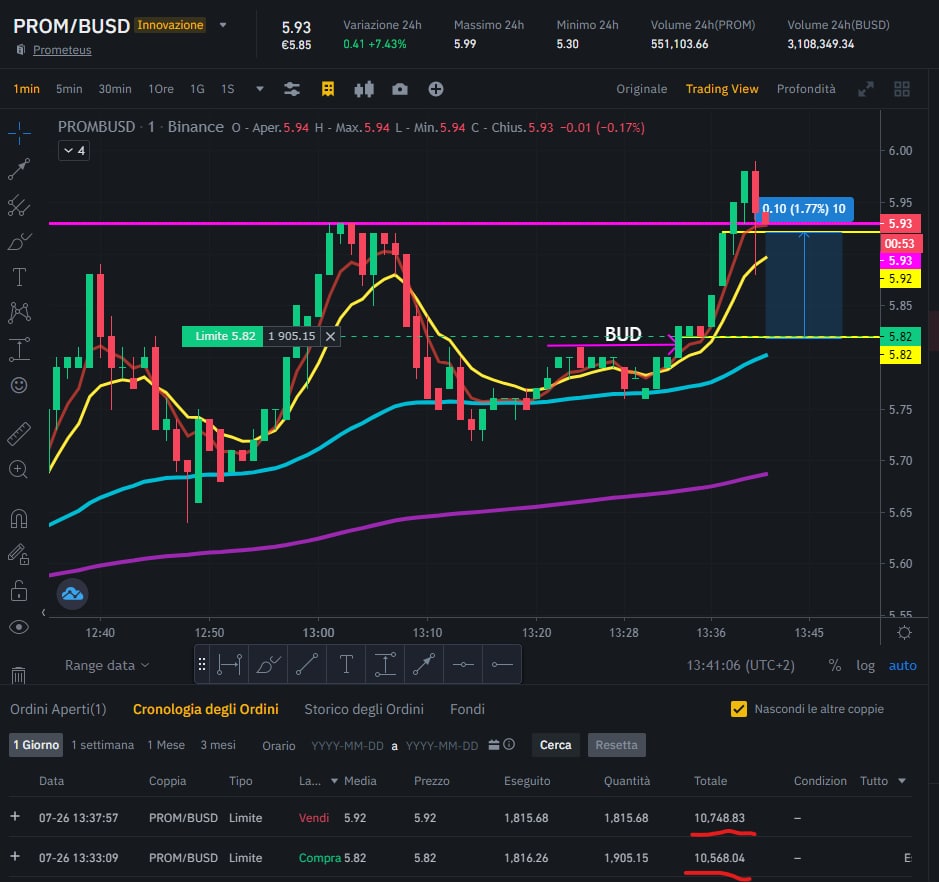 PROM/BUSD Innovazione
Prometeus
5.93
€5.85
Variazione 24h
0.41 +7.43%
Massimo 24h
5.99
Minimo 24h
5.30
Volume 24h(PROM)
551,103.66
Volume 24h(BUSD)
3,108,349.34
1min 5min 30min 1Ore 1G 1S
Originale Trading View Profondità
PROMBUSD · 1 · Binance O - Aper.5.94 H - Max.5.94 L - Min.5.94 C - Chius.5.93 −0.01 (−0.17%)
4
6.00
5.95
0.10 (1.77%) 10
5.93
00:53
5.93
5.92
5.85
Limite 5.82 1 905.15
BUD
5.82
5.82
5.75
5.70
5.65
5.60
5.55
12:40 12:50 13:00 13:10 13:20 13:28 13:36 13:45
Range data
T
13:41:06 (UTC+2) % log auto
Ordini Aperti(1) Cronologia degli Ordini Storico degli Ordini Fondi
Nascondi le altre coppie
1 Giorno 1 settimana 1 Mese 3 mesi Orario YYYY-MM-DD a YYYY-MM-DD Cerca Resetta
Data Coppia Tipo La... Media Prezzo Eseguito Quantità Totale Condizion Tutto
+ 07-26 13:37:57 PROM/BUSD Limite Vendi 5.92 5.92 1,815.68 1,815.68 10,748.83 –
+ 07-26 13:33:09 PROM/BUSD Limite Compra 5.82 5.82 1,816.26 1,905.15 10,568.04 –